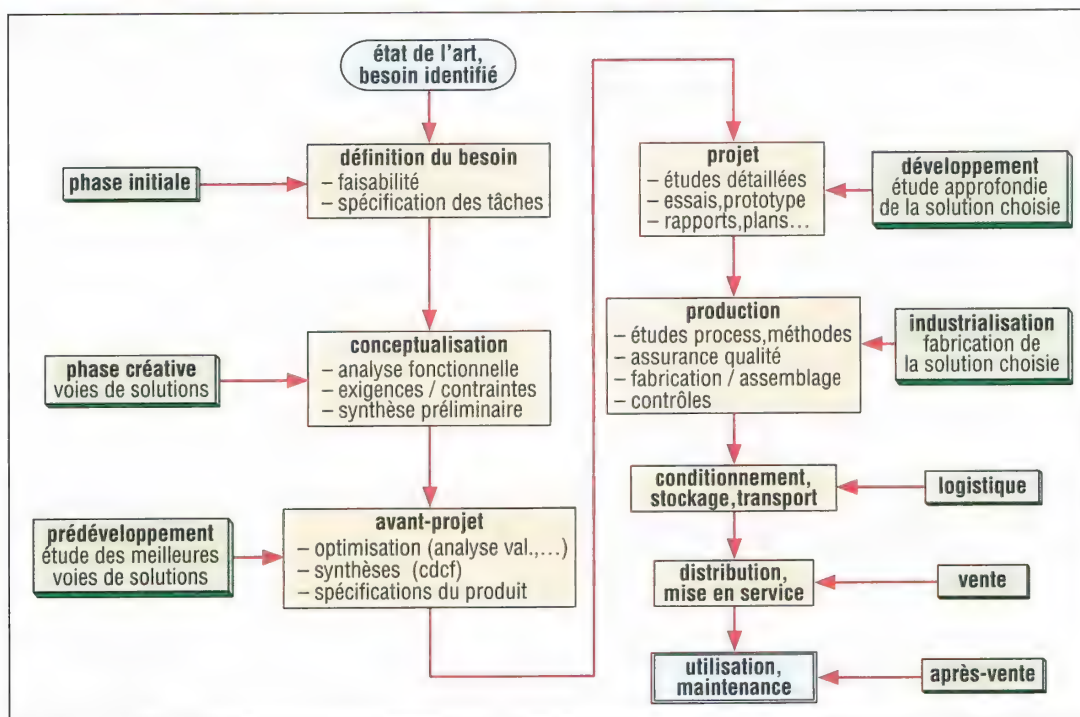 état de l'art,
besoin identifié
phase initiale
définition du besoin
– faisabilité
– spécification des tâches
phase créative
voies de solutions
conceptualisation
– analyse fonctionnelle
– exigences / contraintes
– synthèse préliminaire
prédéveloppement
étude des meilleures
voies de solutions
avant-projet
– optimisation (analyse val.,...)
– synthèses (cdcf)
– spécifications du produit
projet
– études détaillées
– essais,prototype
– rapports,plans...
développement
étude approfondie
de la solution choisie
production
– études process,méthodes
– assurance qualité
– fabrication / assemblage
– contrôles
industrialisation
fabrication de
la solution choisie
conditionnement,
stockage,transport
logistique
distribution,
mise en service
vente
utilisation,
maintenance
après-vente